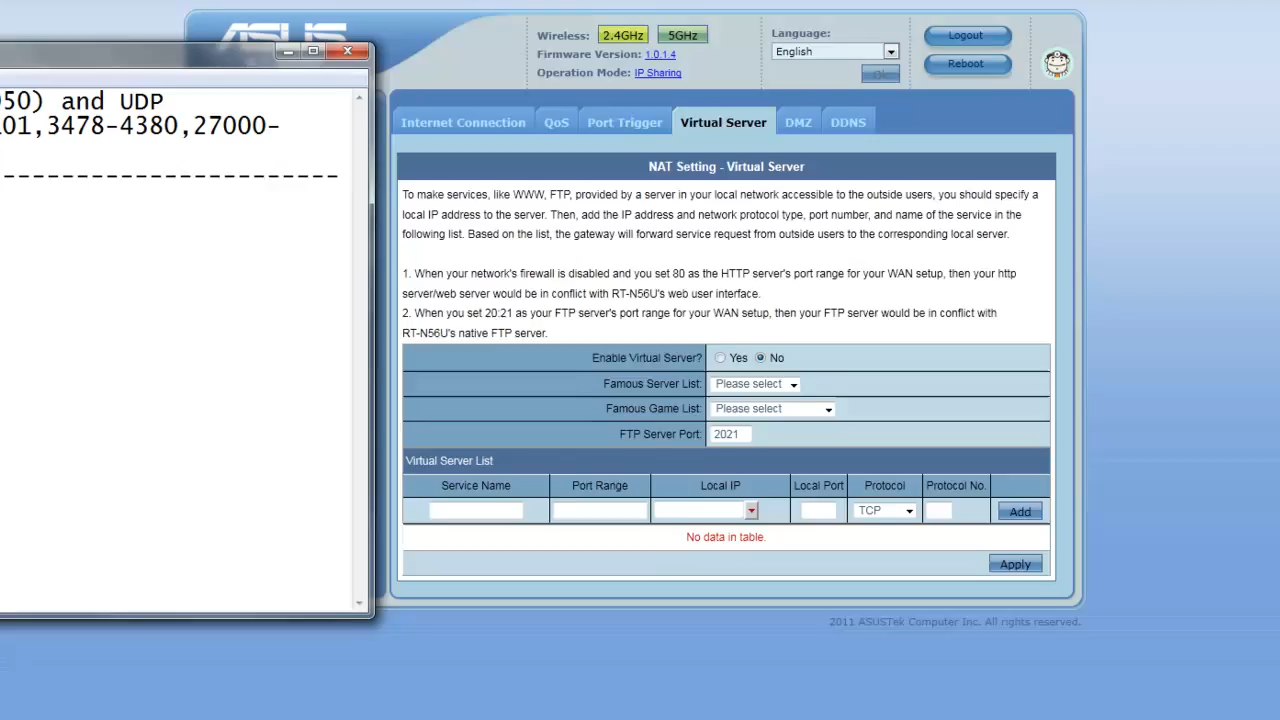 Wireless: 2.4GHz 5GHz
Firmware Version: 1.0.1.4
Operation Mode: IP Sharing
Language:
English
Logout
Reboot
050) and UDP
01,3478-4380,27000-
----------------------------
Internet Connection QoS Port Trigger Virtual Server DMZ DDNS
NAT Setting - Virtual Server
To make services, like WWW, FTP, provided by a server in your local network accessible to the outside users, you should specify a
local IP address to the server. Then, add the IP address and network protocol type, port number, and name of the service in the
following list. Based on the list, the gateway will forward service request from outside users to the corresponding local server.
1. When your network's firewall is disabled and you set 80 as the HTTP server's port range for your WAN setup, then your http
server/web server would be in conflict with RT-N56U's web user interface.
2. When you set 20:21 as your FTP server's port range for your WAN setup, then your FTP server would be in conflict with
RT-N56U's native FTP server.
Enable Virtual Server? Yes No
Famous Server List: Please select
Famous Game List: Please select
FTP Server Port: 2021
Virtual Server List
Service Name Port Range Local IP Local Port Protocol Protocol No.
TCP Add
No data in table.
Apply
2011 ASUSTek Computer Inc. All rights reserved.